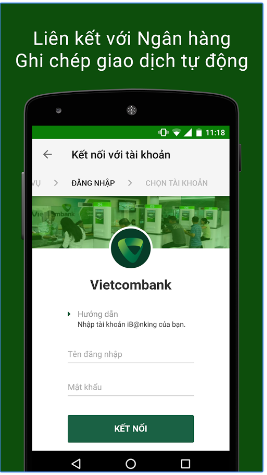 Liên kết với Ngân hàng
Ghi chép giao dịch tự động
11:18
Kết nối với tài khoản
VỤ > ĐĂNG NHẬP > CHỌN TÀI KHOẢN
Vietcombank
Hướng dẫn
Nhập tài khoản iB@nking của bạn.
Tên đăng nhập
Mật khẩu
KẾT NỐI